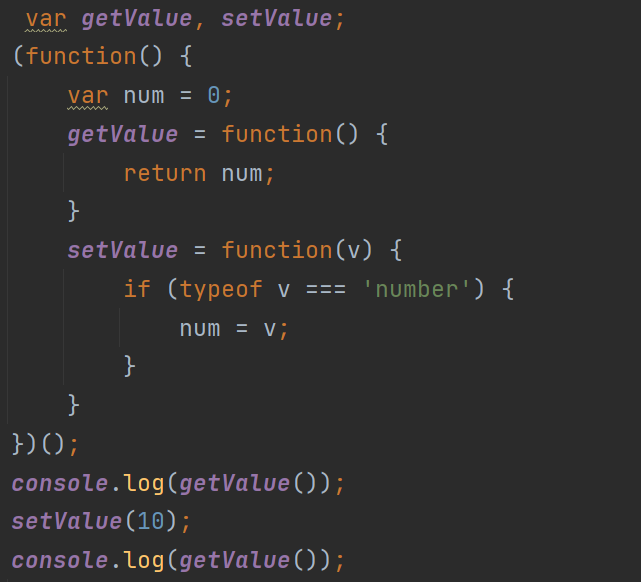 var getValue, setValue;
(function() {
    var num = 0;
    getValue = function() {
        return num;
    }
    setValue = function(v) {
        if (typeof v === 'number') {
            num = v;
        }
    }
})();
console.log(getValue());
setValue(10);
console.log(getValue());